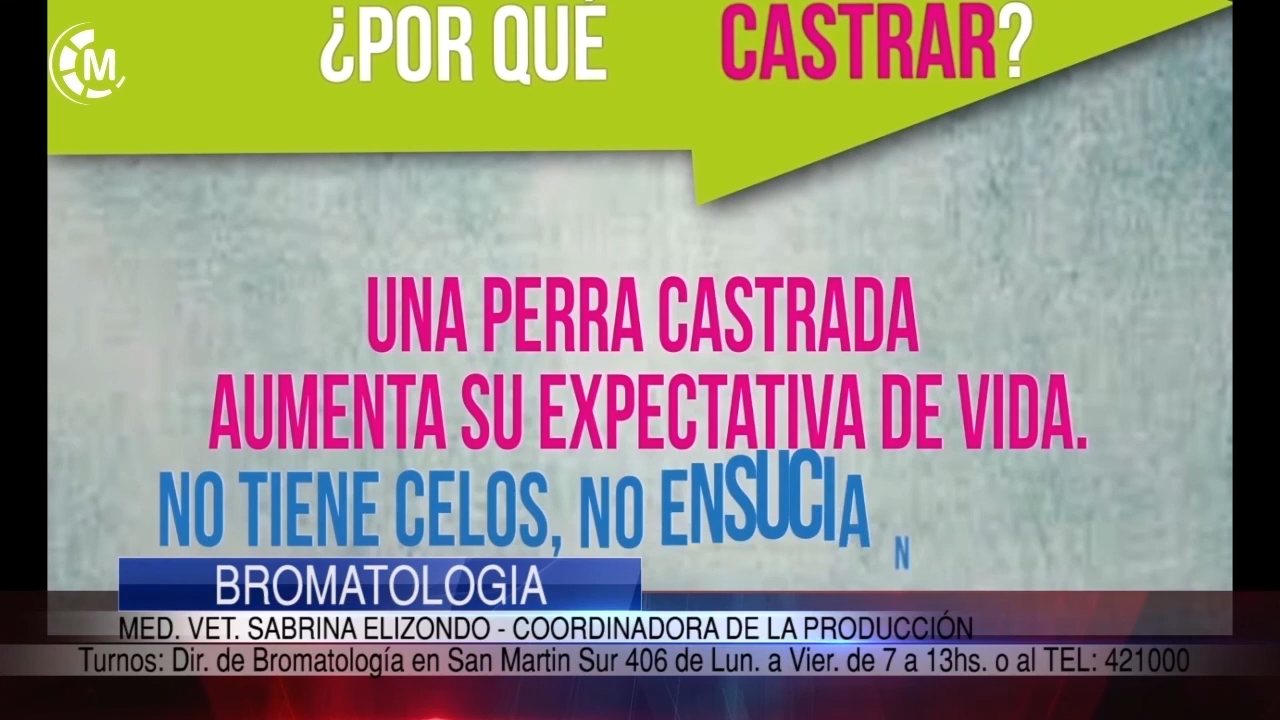 M
¿POR QUÉ CASTRAR?
UNA PERRA CASTRADA
AUMENTA SU EXPECTATIVA DE VIDA.
NO TIENE CELOS, NO ENSUCIA N
BROMATOLOGIA
MED. VET. SABRINA ELIZONDO - COORDINADORA DE LA PRODUCCIÓN
Turnos: Dir. de Bromatología en San Martin Sur 406 de Lun. a Vier. de 7 a 13hs. o al TEL: 421000